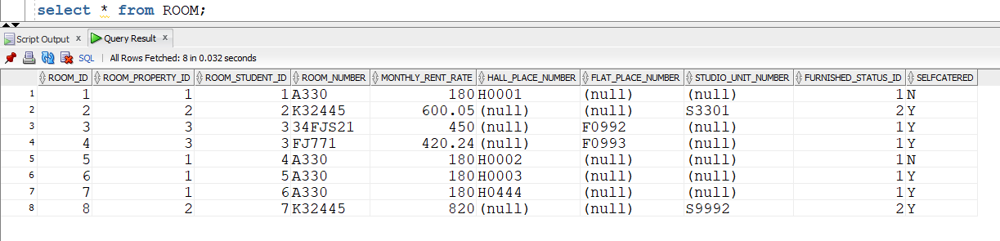 select * from ROOM;
Script Output x Query Result x
SQL | All Rows Fetched: 8 in 0.032 seconds
ROOM_ID ROOM_PROPERTY_ID ROOM_STUDENT_ID ROOM_NUMBER MONTHLY_RENT_RATE HALL_PLACE_NUMBER FLAT_PLACE_NUMBER STUDIO_UNIT_NUMBER FURNISHED_STATUS_ID SELFCATERED
1 1 1 1 A330 180 H0001 (null) (null) 1 N
2 2 2 2 K32445 600.05 (null) (null) S3301 2 Y
3 3 3 3 34FJS21 450 (null) F0992 (null) 1 Y
4 4 3 3 FJ771 420.24 (null) F0993 (null) 1 Y
5 5 1 4 A330 180 H0002 (null) (null) 1 N
6 6 1 5 A330 180 H0003 (null) (null) 1 Y
7 7 1 6 A330 180 H0444 (null) (null) 1 Y
8 8 2 7 K32445 820 (null) (null) S9992 2 Y